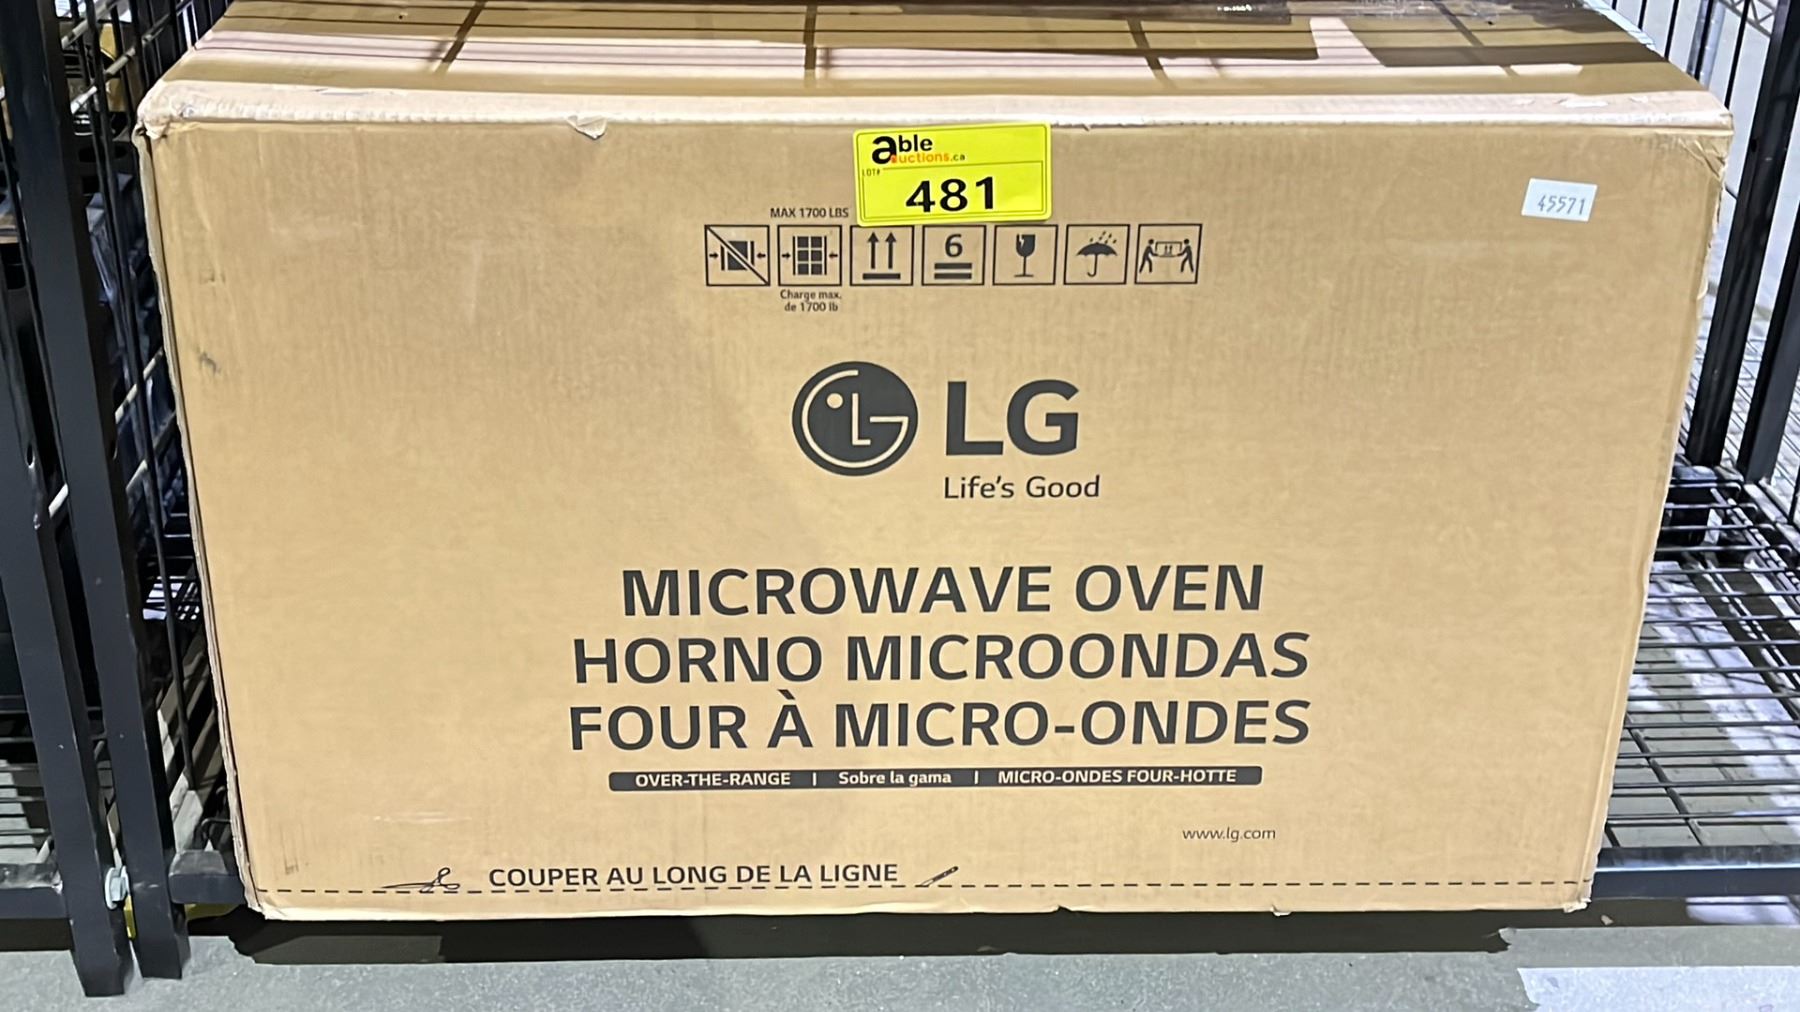 able
auctions.ca
LOT#
481
45571
MAX 1700 LBS
6
Charge max.
de 1700 lb
LG
Life's Good
MICROWAVE OVEN
HORNO MICROONDAS
FOUR À MICRO-ONDES
OVER-THE-RANGE | Sobre la gama | MICRO-ONDES FOUR-HOTTE
www.lg.com
COUPER AU LONG DE LA LIGNE